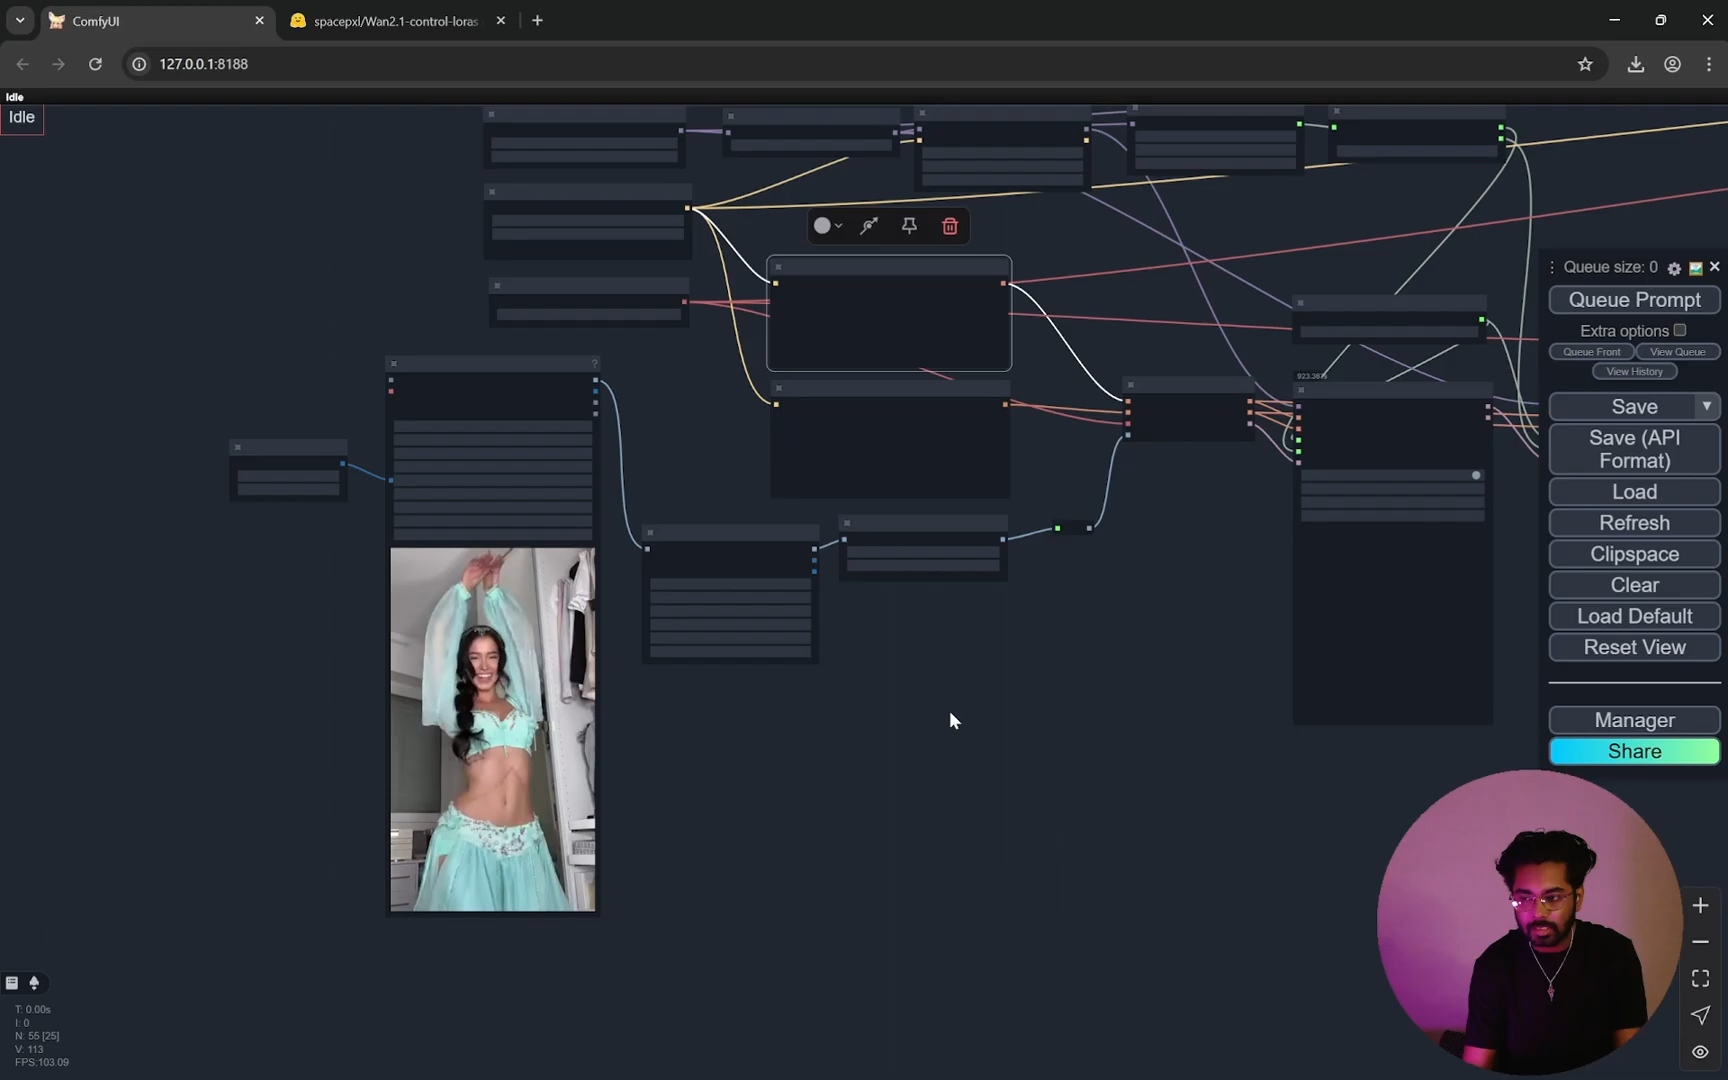 ComfyUI
spacepxl/Wan2.1-control-loras
127.0.0.1:8188
Idle
Idle
Queue size: 0
Queue Prompt
Extra options
Queue Front
View Queue
View History
Save
▼
Save (API
Format)
Load
Refresh
Clipspace
Clear
Load Default
Reset View
Manager
Share
?
T: 0.00s
I: 0
N: 55 [25]
V: 113
FPS:103.09